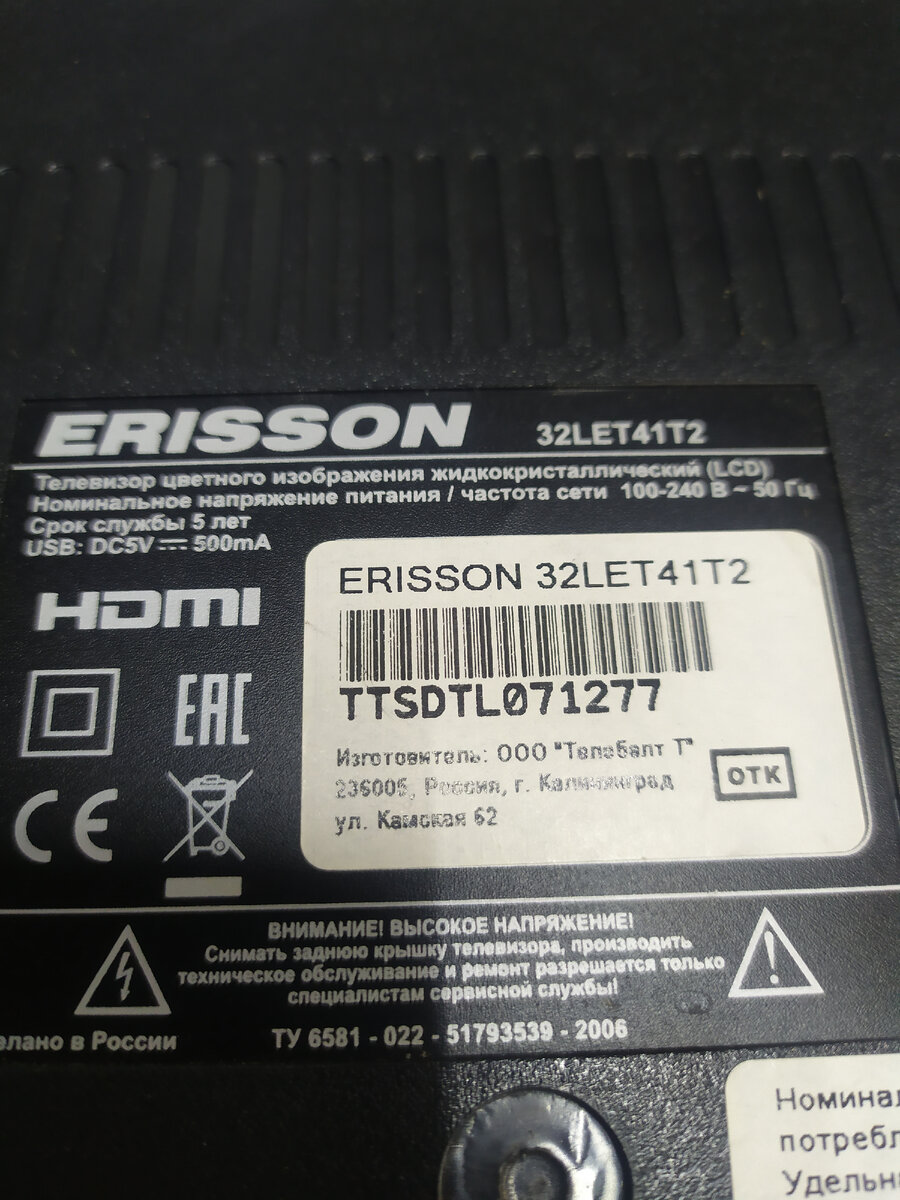 ERISSON 32LET41T2
Телевизор цветного изображения жидкокристаллический (LCD)
Номинальное напряжение питания / частота сети 100-240 В ~ 50 Гц
Срок службы 5 лет
USB: DC5V 500mA
HDMI
EAC
CE
ERISSON 32LET41T2
TTSDTL071277
Изготовитель: ООО "Телебалт Т"
236005, Россия, г. Калининград
ул. Камская 62
ОТК
ВНИМАНИЕ! ВЫСОКОЕ НАПРЯЖЕНИЕ!
Снимать заднюю крышку телевизора, производить
техническое обслуживание и ремонт разрешается только
специалистам сервисной службы!
елано в России
ТУ 6581 - 022 - 51793539 - 2006
Номинал
потребл
Удельн